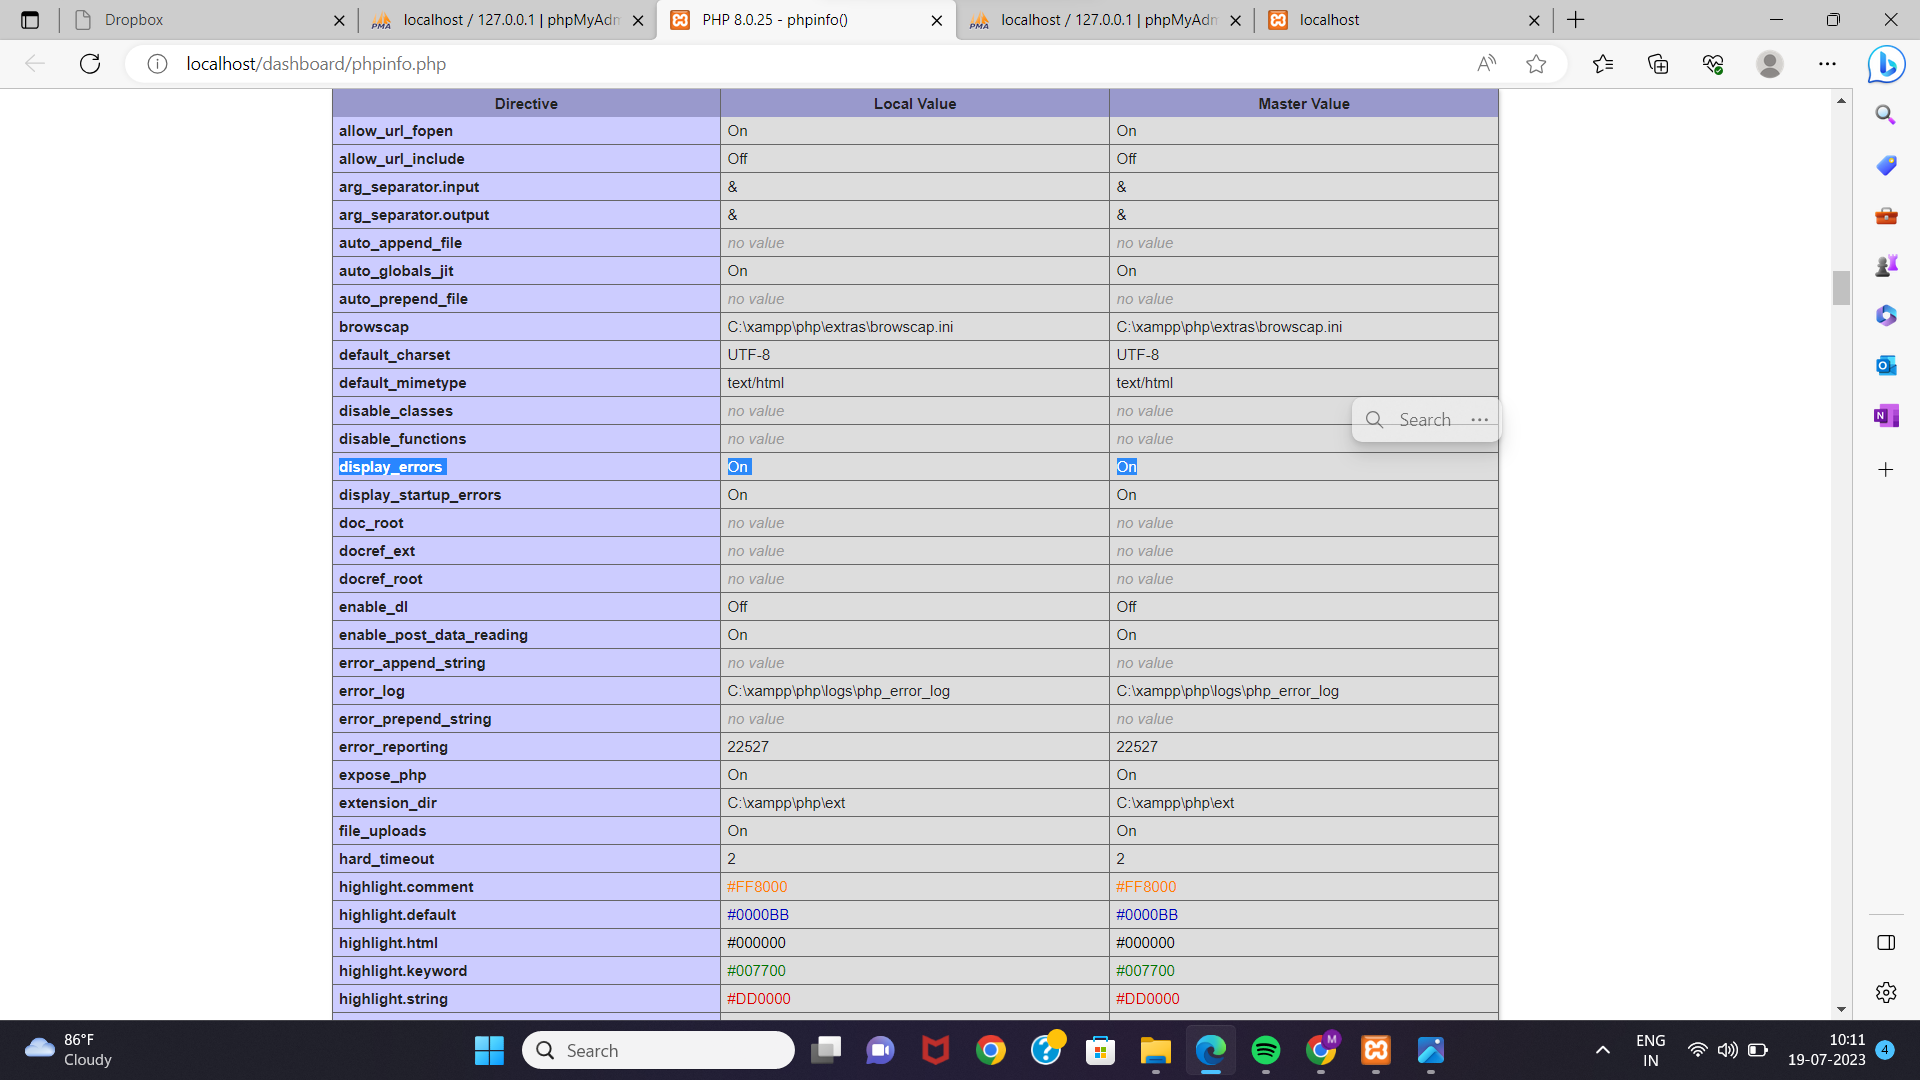 Dropbox
localhost / 127.0.0.1 | phpMyAdm
PHP 8.0.25 - phpinfo()
localhost / 127.0.0.1 | phpMyAdm
localhost
localhost/dashboard/phpinfo.php
Directive Local Value Master Value
allow_url_fopen On On
allow_url_include Off Off
arg_separator.input & &
arg_separator.output & &
auto_append_file no value no value
auto_globals_jit On On
auto_prepend_file no value no value
browscap C:\xampp\php\extras\browscap.ini C:\xampp\php\extras\browscap.ini
default_charset UTF-8 UTF-8
default_mimetype text/html text/html
disable_classes no value no value
Search ...
disable_functions no value no value
display_errors On On
display_startup_errors On On
doc_root no value no value
docref_ext no value no value
docref_root no value no value
enable_dl Off Off
enable_post_data_reading On On
error_append_string no value no value
error_log C:\xampp\php\logs\php_error_log C:\xampp\php\logs\php_error_log
error_prepend_string no value no value
error_reporting 22527 22527
expose_php On On
extension_dir C:\xampp\php\ext C:\xampp\php\ext
file_uploads On On
hard_timeout 2 2
highlight.comment #FF8000 #FF8000
highlight.default #0000BB #0000BB
highlight.html #000000 #000000
highlight.keyword #007700 #007700
highlight.string #DD0000 #DD0000
86°F
Cloudy
Search
M
ENG
IN
10:11
19-07-2023
4